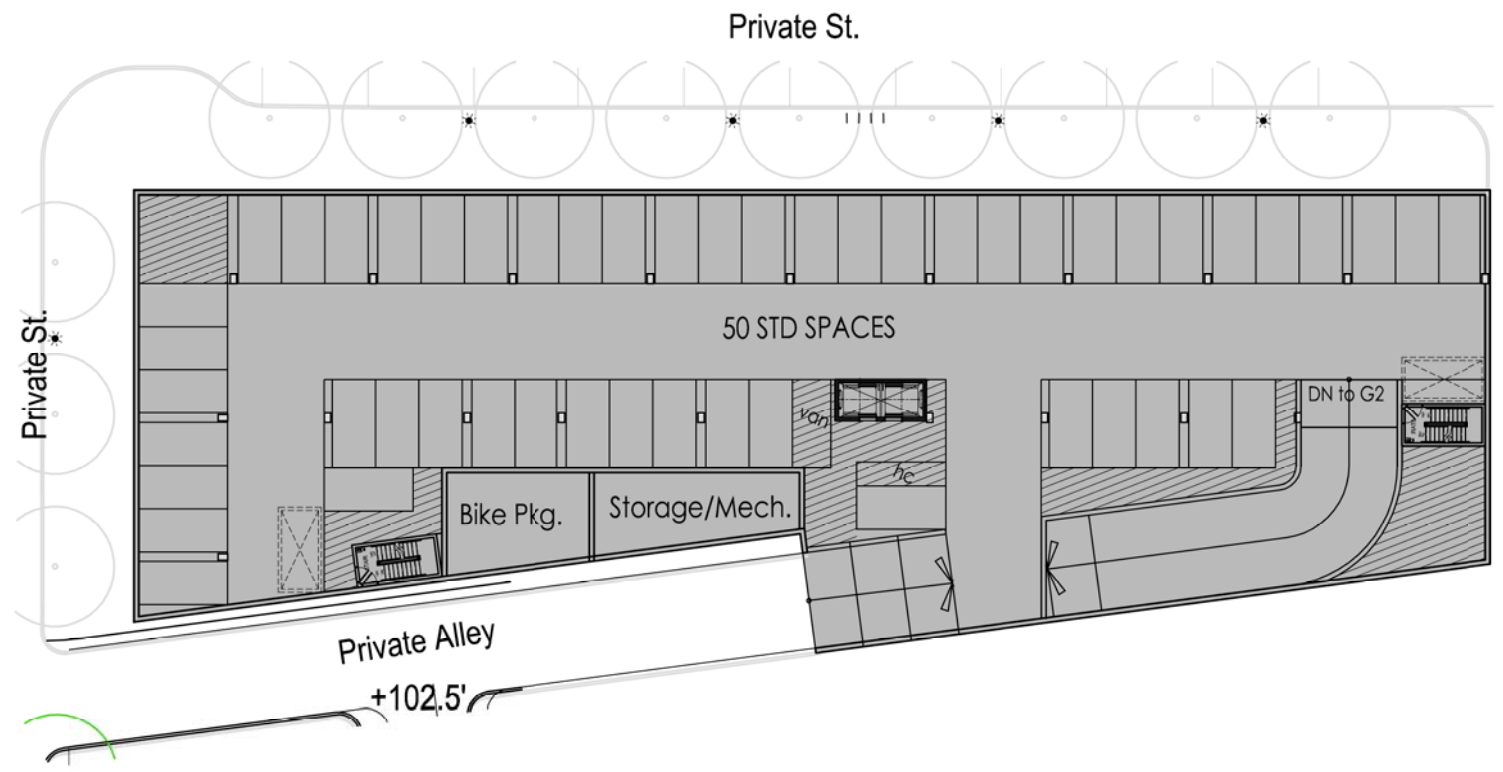 Private St.
Private St.
50 STD SPACES
van
DN to G2
hc
Bike Pkg.
Storage/Mech.
Private Alley
+102.5'